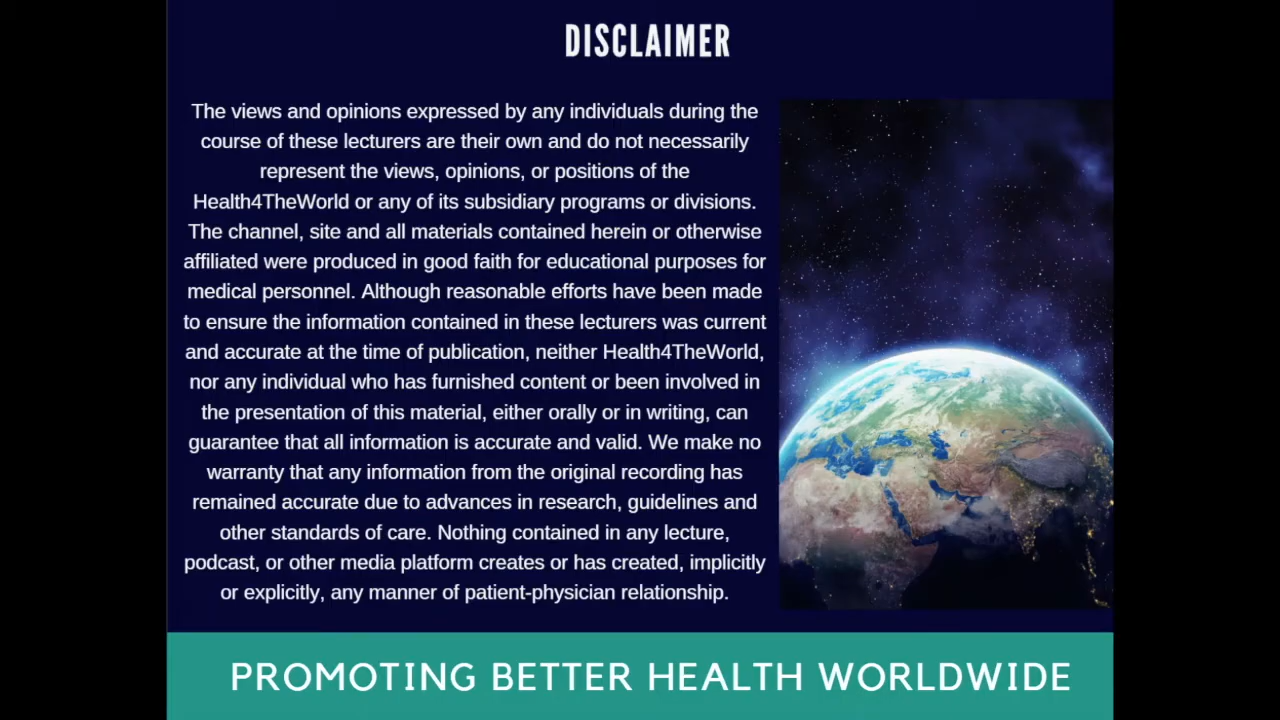 DISCLAIMER
The views and opinions expressed by any individuals during the
course of these lecturers are their own and do not necessarily
represent the views, opinions, or positions of the
Health4TheWorld or any of its subsidiary programs or divisions.
The channel, site and all materials contained herein or otherwise
affiliated were produced in good faith for educational purposes for
medical personnel. Although reasonable efforts have been made
to ensure the information contained in these lecturers was current
and accurate at the time of publication, neither Health4TheWorld,
nor any individual who has furnished content or been involved in
the presentation of this material, either orally or in writing, can
guarantee that all information is accurate and valid. We make no
warranty that any information from the original recording has
remained accurate due to advances in research, guidelines and
other standards of care. Nothing contained in any lecture,
podcast, or other media platform creates or has created, implicitly
or explicitly, any manner of patient-physician relationship.
PROMOTING BETTER HEALTH WORLDWIDE